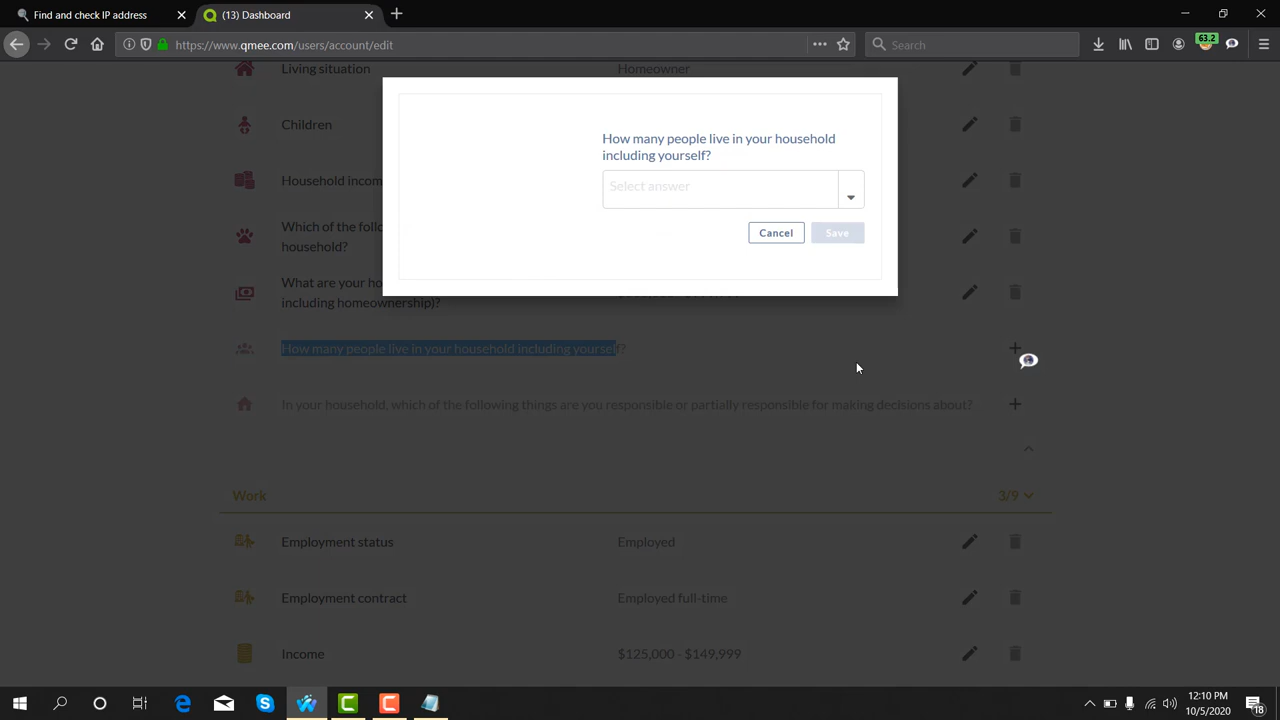 Find and check IP address
(13) Dashboard
https://www.qmee.com/users/account/edit
Search
63.2
Living situation
Homeowner
Children
How many people live in your household
including yourself?
Household incom
Select answer
Which of the foll
household?
Cancel
Save
What are your ho
including homeownership)?
How many people live in your household including yourself?
In your household, which of the following things are you responsible or partially responsible for making decisions about?
Work
3/9
Employment status
Employed
Employment contract
Employed full-time
Income
$125,000 - $149,999
12:10 PM
10/5/2020
18